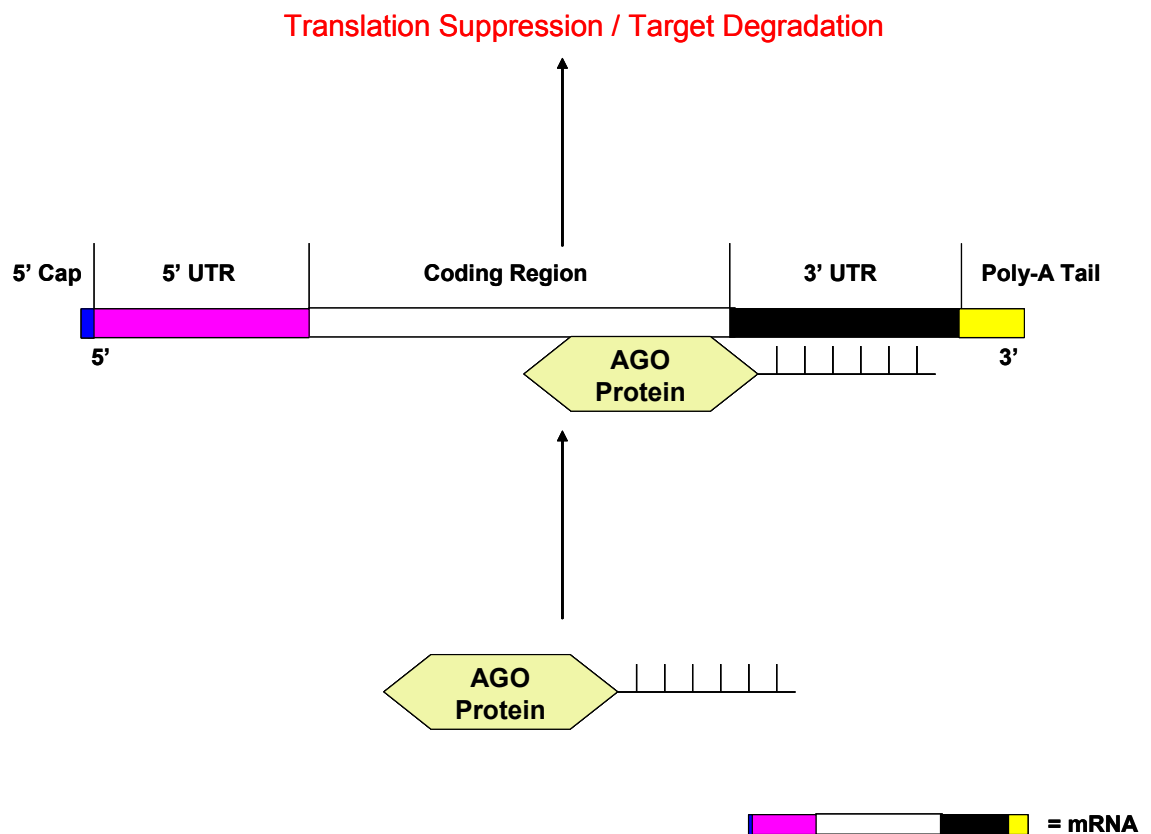 Translation Suppression / Target Degradation
5’ Cap 5’ UTR Coding Region 3’ UTR Poly-A Tail
5’ 3’
AGO
Protein
AGO
Protein
= mRNA